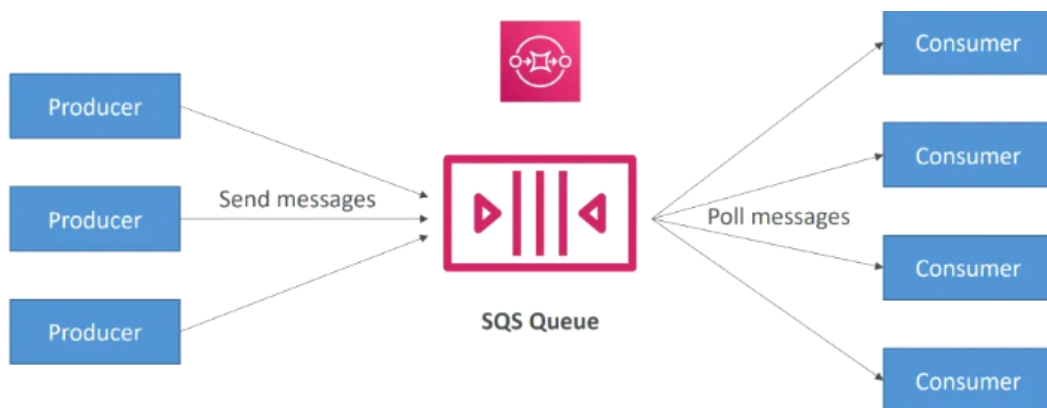 Producer
Producer
Producer
Send messages
SQS Queue
Poll messages
Consumer
Consumer
Consumer
Consumer